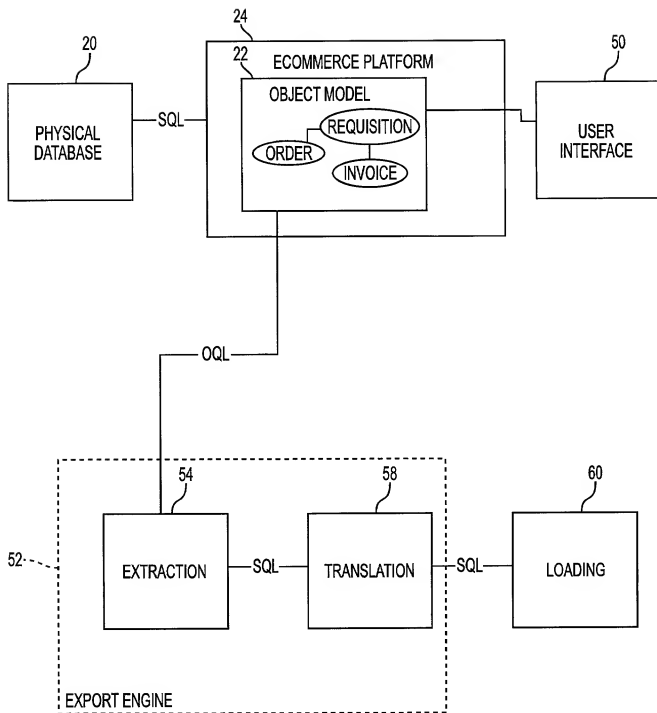 24
20
22
ECOMMERCE PLATFORM
50
OBJECT MODEL
PHYSICAL
DATABASE
SQL
REQUISITION
ORDER
INVOICE
USER
INTERFACE
OQL
54
58
60
52
EXTRACTION
SQL
TRANSLATION
SQL
LOADING
EXPORT ENGINE